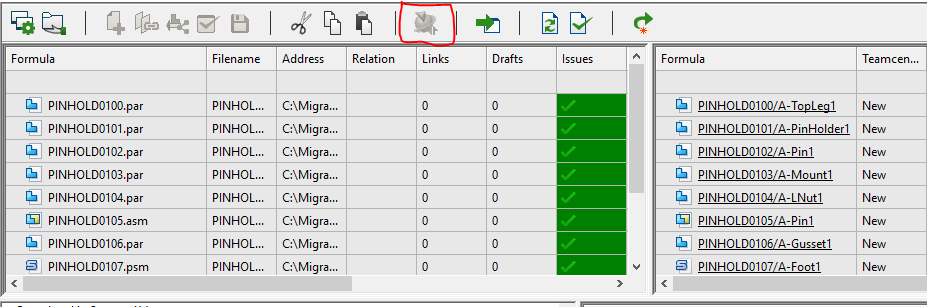 Formula Filename Address Relation Links Drafts Issues Formula Teamcen...
PINHOLD0100.par PINHOL... C:\Migra... 0 0 PINHOLD0100/A-TopLeg1 New
PINHOLD0101.par PINHOL... C:\Migra... 0 0 PINHOLD0101/A-PinHolder1 New
PINHOLD0102.par PINHOL... C:\Migra... 0 0 PINHOLD0102/A-Pin1 New
PINHOLD0103.par PINHOL... C:\Migra... 0 0 PINHOLD0103/A-Mount1 New
PINHOLD0104.par PINHOL... C:\Migra... 0 0 PINHOLD0104/A-LNut1 New
PINHOLD0105.asm PINHOL... C:\Migra... 0 0 PINHOLD0105/A-Pin1 New
PINHOLD0106.par PINHOL... C:\Migra... 0 0 PINHOLD0106/A-Gusset1 New
PINHOLD0107.psm PINHOL... C:\Migra... 0 0 PINHOLD0107/A-Foot1 New